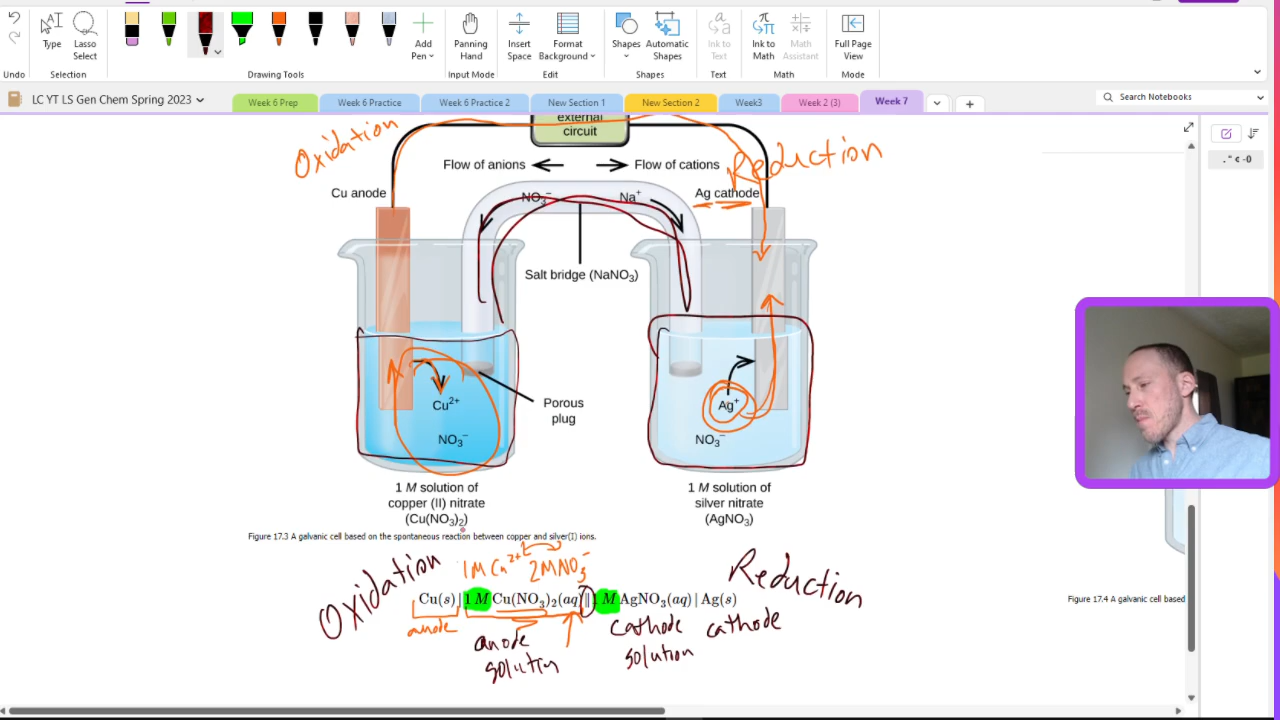 Type
Lasso Select
Add Pen
Panning Hand
Insert Space
Format Background
Shapes
Automatic Shapes
Ink to Text
Ink to Math
Math Assistant
Full Page View
Undo
Selection
Drawing Tools
Input Mode
Edit
Shapes
Text
Math
Mode
LC YT LS Gen Chem Spring 2023
Week 6 Prep
Week 6 Practice
Week 6 Practice 2
New Section 1
New Section 2
Week3
Week 2 (3)
Week 7
Search Notebooks
external
circuit
Oxidation
Reduction
Flow of anions
Flow of cations
Cu anode
Ag cathode
NO₃⁻
Na⁺
Salt bridge (NaNO₃)
Cu²⁺
NO₃⁻
Porous
plug
Ag⁺
NO₃⁻
1 M solution of
copper (II) nitrate
(Cu(NO₃)₂)
1 M solution of
silver nitrate
(AgNO₃)
Figure 17.3 A galvanic cell based on the spontaneous reaction between copper and silver(I) ions.
Oxidation
1M Cu²⁺ 2M NO₃⁻
Reduction
Cu(s) | 1 M Cu(NO₃)₂(aq) || 1 M AgNO₃(aq) | Ag(s)
anode
anode
solution
cathode
solution
cathode
Figure 17.4 A galvanic cell based